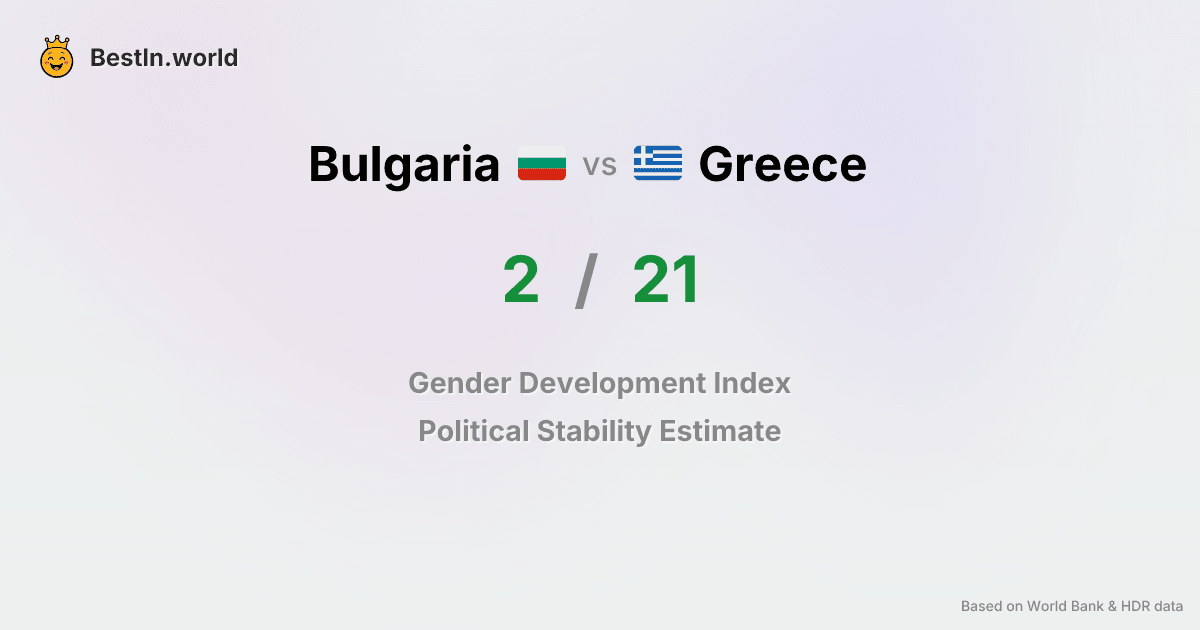 BestIn.world
Bulgaria vs Greece
2 / 21
Gender Development Index
Political Stability Estimate
Based on World Bank & HDR data